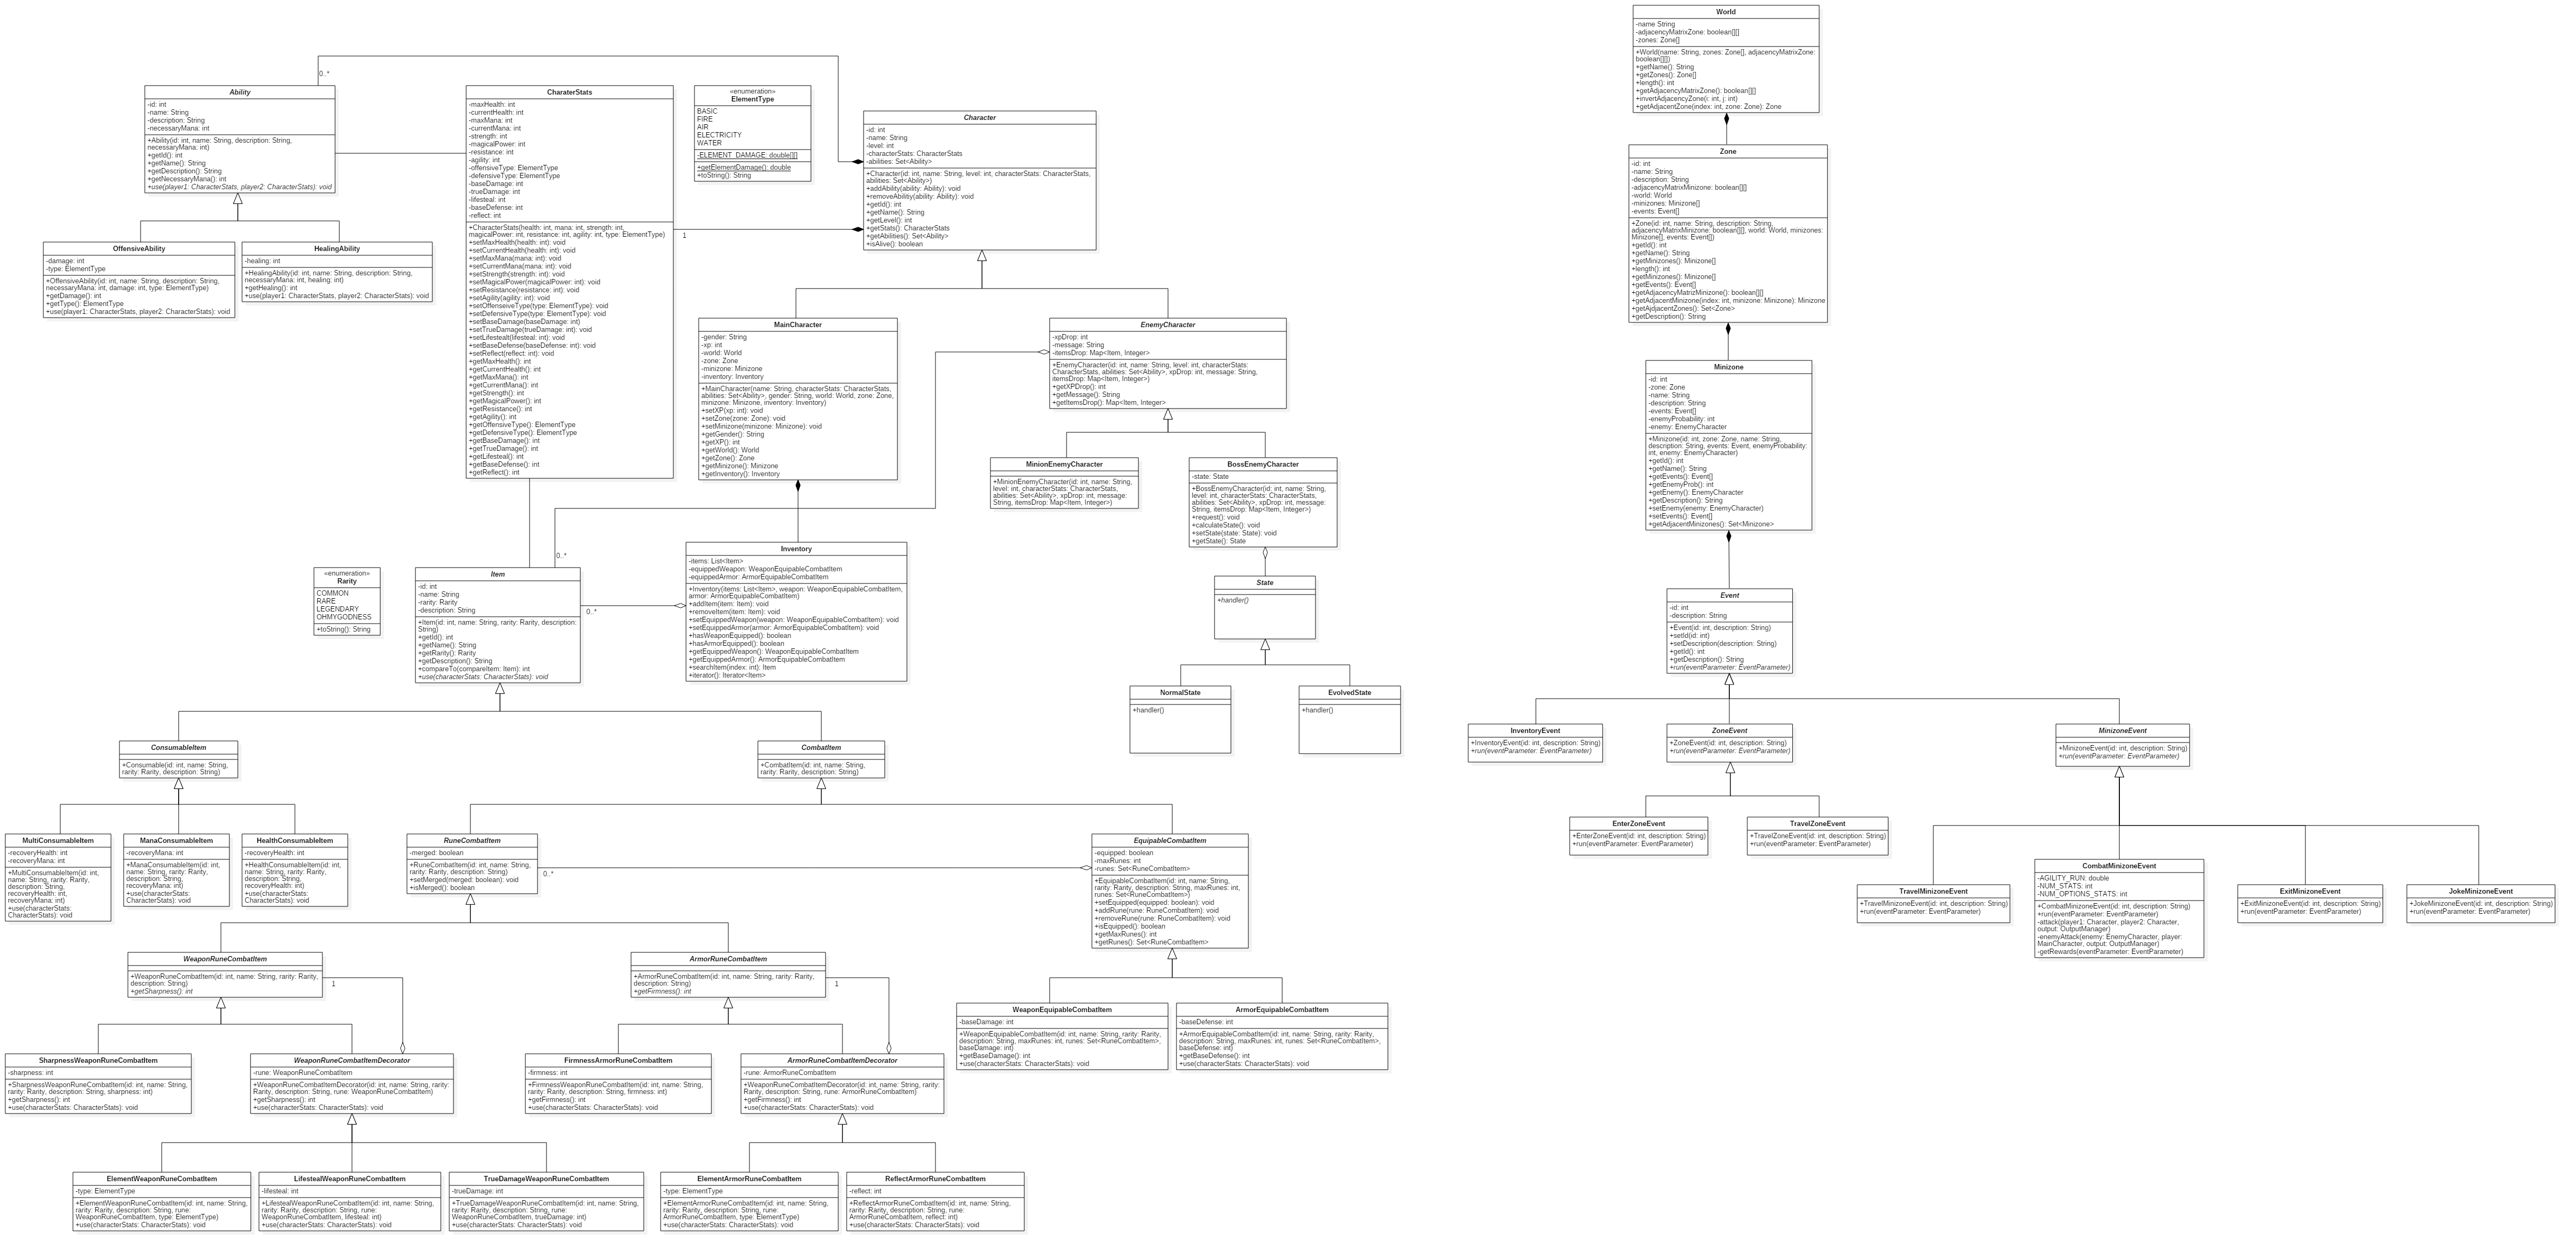 World
-name String
-adjacencyMatrixZone: boolean[][]
-zones: Zone[]
+World(name: String, zones: Zone[], adjacencyMatrixZone:
boolean[][])
+getName(): String
+getZones(): Zone[]
+length(): int
+getAdjacencyMatrixZone(): boolean[][]
+invertAdjacencyZone(i: int, j: int)
+getAdjacentZone(index: int, zone: Zone): Zone
0..*
Ability
-id: int
-name: String
-description: String
-necessaryMana: int
+Ability(id: int, name: String, description: String,
necessaryMana: int)
+getId(): int
+getName(): String
+getDescription(): String
+getNecessaryMana(): int
+use(player1: CharacterStats, player2: CharacterStats): void
CharaterStats
-maxHealth: int
-currentHealth: int
-maxMana: int
-currentMana: int
-strength: int
-magicalPower: int
-resistance: int
-agility: int
-offensiveType: ElementType
-defensiveType: ElementType
-baseDamage: int
-trueDamage: int
-lifesteal: int
-baseDefense: int
-reflect: int
+CharacterStats(health: int, mana: int, strength: int,
magicalPower: int, resistance: int, agility: int, type: ElementType)
+setMaxHealth(health: int): void
+setCurrentHealth(health: int): void
+setMaxMana(mana: int): void
+setCurrentMana(mana: int): void
+setStrength(strength: int): void
+setMagicalPower(magicalPower: int): void
+setResistance(resistance: int): void
+setAgility(agility: int): void
+setOffenseiveType(type: ElementType): void
+setDefensiveType(type: ElementType): void
+setBaseDamage(baseDamage: int)
+setTrueDamage(trueDamage: int): void
+setLifestealt(lifesteal: int): void
+setBaseDefense(baseDefense: int): void
+setReflect(reflect: int): void
+getMaxHealth(): int
+getCurrentHealth(): int
+getMaxMana(): int
+getCurrentMana(): int
+getStrength(): int
+getMagicalPower(): int
+getResistance(): int
+getAgility(): int
+getOffensiveType(): ElementType
+getDefensiveType(): ElementType
+getBaseDamage(): int
+getTrueDamage(): int
+getLifesteal(): int
+getBaseDefense(): int
+getReflect(): int
«enumeration»
ElementType
BASIC
FIRE
AIR
ELECTRICITY
WATER
-ELEMENT_DAMAGE: double[][]
+getElementDamage(): double
+toString(): String
Character
-id: int
-name: String
-level: int
-characterStats: CharacterStats
-abilities: Set<Ability>
+Character(id: int, name: String, level: int, characterStats: CharacterStats,
abilities: Set<Ability>)
+addAbility(ability: Ability): void
+removeAbilitiy(ability: Ability): void
+getId(): int
+getName(): String
+getLevel(): int
+getStats(): CharacterStats
+getAbilities(): Set<Ability>
+isAlive(): boolean
1
Zone
-id: int
-name: String
-description: String
-adjacencyMatrixMinizone: boolean[][]
-world: World
-minizones: Minizone[]
-events: Event[]
+Zona(id: int, name: String, description: String,
adjacencyMatrixMinizone: boolean[][], world: World, minizones:
Minizone[], events: Event[])
+getId(): int
+getName(): String
+getMinizones(): Minizone[]
+length(): int
+getMinizones(): Minizone[]
+getEvents(): Event[]
+getAdjacencyMatrizMinizone(): boolean[][]
+getAdjacentMinizone(index: int, minizone: Minizone): Minizone
+getAjdjacentZones(): Set<Zone>
+getDescription(): String
OffensiveAbility
-damage: int
-type: ElementType
+OffensiveAbility(id: int, name: String, description: String,
necessaryMana: int, damage: int, type: ElementType)
+getDamage(): int
+getType(): ElementType
+use(player1: CharacterStats, player2: CharacterStats): void
HealingAbility
-healing: int
+HealingAbility(id: int, name: String, description: String,
necessaryMana: int, healing: int)
+getHealing(): int
+use(player1: CharacterStats, player2: CharacterStats): void
MainCharacter
-gender: String
-xp: int
-world: World
-zone: Zone
-minizone: Minizone
-inventory: Inventory
+MainCharacter(name: String, characterStats: CharacterStats,
abilities: Set<Ability>, gender: String, world: World, zone: Zone,
minizone: Minizone, inventory: Inventory)
+setXP(xp: int): void
+setZone(zone: Zone): void
+setMinizone(minizone: Minizone): void
+getGender(): String
+getXP(): int
+getWorld(): World
+getZone(): Zone
+getMinizone(): Minizone
+getInventory(): Inventory
EnemyCharacter
-xpDrop: int
-message: String
-itemsDrop: Map<Item, Integer>
+EnemyCharacter(id: int, name: String, level: int, characterStats:
CharacterStats, abilities: Set<Ability>, xpDrop: int, message: String,
itemsDrop: Map<Item, Integer>)
+getXPDrop(): int
+getMessage(): String
+getItemsDrop(): Map<Item, Integer>
MinionEnemyCharacter
+MinionEnemyCharacter(id: int, name: String,
level: int, characterStats: CharacterStats,
abilities: Set<Ability>, xpDrop: int, message:
String, itemsDrop: Map<Item, Integer>)
BossEnemyCharacter
-state: State
+BossEnemyCharacter(id: int, name: String,
level: int, characterStats: CharacterStats,
abilities: Set<Ability>, xpDrop: int, message:
String, itemsDrop: Map<Item, Integer>)
+request(): void
+calculateState(): void
+setState(state: State): void
+getState(): State
Minizone
-id: int
-zone: Zone
-name: String
-description: String
-events: Event[]
-enemyProbability: int
-enemy: EnemyCharacter
+Minizone(id: int, zone: Zone, name: String,
description: String, events: Event, enemyProbability:
int, enemy: EnemyCharacter)
+getId(): int
+getName(): String
+getEvents(): Event[]
+getEnemyProb(): int
+getEnemy(): EnemyCharacter
+getDescription(): String
+setEnemy(enemy: EnemyCharacter)
+setEvents(): Event[]
+getAdjacentMinizones(): Set<Minizone>
0..*
«enumeration»
Rarity
COMMON
RARE
LEGENDARY
OHMYGODNESS
+toString(): String
Item
-id: int
-name: String
-rarity: Rarity
-description: String
+Item(id: int, name: String, rarity: Rarity, description:
String)
+getId(): int
+getName(): String
+getRarity(): Rarity
+getDescription(): String
+compareTo(compareItem: Item): int
+use(characterStats: CharacterStats): void
0..*
Inventory
-items: List<Item>
-equippedWeapon: WeaponEquipableCombatItem
-equippedArmor: ArmorEquipableCombatItem
+Inventory(items: List<Item>, weapon: WeaponEquipableCombatItem,
armor: ArmorEquipableCombatItem)
+addItem(item: Item): void
+removeItem(item: Item): void
+setEquippedWeapon(weapon: WeaponEquipableCombatItem): void
+setEquippedArmor(armor: ArmorEquipableCombatItem): void
+hasWeaponEquipped(): boolean
+hasArmorEquipped(): boolean
+getEquippedWeapon(): WeaponEquipableCombatItem
+getEquippedArmor(): ArmorEquipableCombatItem
+searchItem(index: int): Item
+iterator(): Iterator<Item>
State
+handler()
NormalState
+handler()
EvolvedState
+handler()
Event
-id: int
-description: String
+Event(id: int, description: String)
+setId(id: int)
+setDescription(description: String)
+getId(): int
+getDescription(): String
+run(eventParameter: EventParameter)
InventoryEvent
+InventoryEvent(id: int, description: String)
+run(eventParameter: EventParameter)
ZoneEvent
+ZoneEvent(id: int, description: String)
+run(eventParameter: EventParameter)
MinizoneEvent
+MinizoneEvent(id: int, description: String)
+run(eventParameter: EventParameter)
ConsumableItem
+Consumable(id: int, name: String,
rarity: Rarity, description: String)
CombatItem
+CombatItem(id: int, name: String,
rarity: Rarity, description: String)
EnterZoneEvent
+EnterZoneEvent(id: int, description: String)
+run(eventParameter: EventParameter)
TravelZoneEvent
+TravelZoneEvent(id: int, description: String)
+run(eventParameter: EventParameter)
MultiConsumableItem
-recoveryHealth: int
-recoveryMana: int
+MultiConsumableItem(id: int,
name: String, rarity: Rarity,
description: String,
recoveryHealth: int,
recoveryMana: int)
+use(characterStats:
CharacterStats): void
ManaConsumableItem
-recoveryMana: int
+ManaConsumableItem(id: int,
name: String, rarity: Rarity,
description: String,
recoveryMana: int)
+use(characterStats:
CharacterStats): void
HealthConsumableItem
-recoveryHealth: int
+HealthConsumableItem(id: int,
name: String, rarity: Rarity,
description: String,
recoveryHealth: int)
+use(characterStats:
CharacterStats): void
RuneCombatItem
-merged: boolean
+RuneCombatItem(id: int, name: String,
rarity: Rarity, description: String)
+setMerged(merged: boolean): void
+isMerged(): boolean
0..*
EquipableCombatItem
-equipped: boolean
-maxRunes: int
-runes: Set<RuneCombatItem>
+EquipableCombatItem(id: int, name: String,
rarity: Rarity, description: String, maxRunes: int,
runes: Set<RuneCombatItem>)
+setEquipped(equipped: boolean): void
+addRune(rune: RuneCombatItem): void
+removeRune(rune: RuneCombatItem): void
+isEquipped(): boolean
+getMaxRunes(): int
+getRunes(): Set<RuneCombatItem>
TravelMinizoneEvent
+TravelMinizoneEvent(id: int, description: String)
+run(eventParameter: EventParameter)
CombatMinizoneEvent
-AGILITY_RUN: double
-NUM_STATS: int
-NUM_OPTIONS_STATS: int
+CombatMinizoneEvent(id: int, description: String)
+run(eventParameter: EventParameter)
-attack(player1: Character, player2: Character,
output: OutputManager)
-enemyAttack(enemy: EnemyCharacter, player:
MainCharacter, output: OutputManager)
-getRewards(eventParameter: EventParameter)
ExitMinizoneEvent
+ExitMinizoneEvent(id: int, description: String)
+run(eventParameter: EventParameter)
JokeMinizoneEvent
+JokeMinizoneEvent(id: int, description: String)
+run(eventParameter: EventParameter)
WeaponRuneCombatItem
+WeaponRuneCombatItem(id: int, name: String, rarity: Rarity,
description: String)
+getSharpness(): int
1
ArmorRuneCombatItem
+ArmorRuneCombatItem(id: int, name: String, rarity: Rarity,
description: String)
+getFirmness(): int
1
WeaponEquipableCombatItem
-baseDamage: int
+WeaponEquipableCombatItem(id: int, name: String, rarity: Rarity,
description: String, maxRunes: int, runes: Set<RuneCombatItem>,
baseDamage: int)
+getBaseDamage(): int
+use(characterStats: CharacterStats): void
ArmorEquipableCombatItem
-baseDefense: int
+ArmorEquipableCombatItem(id: int, name: String, rarity: Rarity,
description: String, maxRunes: int, runes: Set<RuneCombatItem>,
baseDefense: int)
+getBaseDefense(): int
+use(characterStats: CharacterStats): void
SharpnessWeaponRuneCombatItem
-sharpness: int
+SharpnessWeaponRuneCombatItem(id: int, name: String,
rarity: Rarity, description: String, sharpness: int)
+getSharpness(): int
+use(characterStats: CharacterStats): void
WeaponRuneCombatItemDecorator
-rune: WeaponRuneCombatItem
+WeaponRuneCombatItemDecorator(id: int, name: String, rarity:
Rarity, description: String, rune: WeaponRuneCombatItem)
+getSharpness(): int
+use(characterStats: CharacterStats): void
FirmnessArmorRuneCombatItem
-firmness: int
+FirmnessWeaponRuneCombatItem(id: int, name: String,
rarity: Rarity, description: String, firmness: int)
+getFirmness(): int
+use(characterStats: CharacterStats): void
ArmorRuneCombatItemDecorator
-rune: ArmorRuneCombatItem
+WeaponRuneCombatItemDecorator(id: int, name: String, rarity:
Rarity, description: String, rune: ArmorRuneCombatItem)
+getFirmness(): int
+use(characterStats: CharacterStats): void
ElementWeaponRuneCombatItem
-type: ElementType
+ElementWeaponRuneCombatItem(id: int, name: String,
rarity: Rarity, description: String, rune:
WeaponRuneCombatItem, type: ElementType)
+use(characterStats: CharacterStats): void
LifestealWeaponRuneCombatItem
-lifesteal: int
+LifestealWeaponRuneCombatItem(id: int, name: String,
rarity: Rarity, description: String, rune:
WeaponRuneCombatItem, lifesteal: int)
+use(characterStats: CharacterStats): void
TrueDamageWeaponRuneCombatItem
-trueDamage: int
+TrueDamageWeaponRuneCombatItem(id: int, name: String,
rarity: Rarity, description: String, rune:
WeaponRuneCombatItem, trueDamage: int)
+use(characterStats: CharacterStats): void
ElementArmorRuneCombatItem
-type: ElementType
+ElementArmorRuneCombatItem(id: int, name: String,
rarity: Rarity, description: String, rune:
ArmorRuneCombatItem, type: ElementType)
+use(characterStats: CharacterStats): void
ReflectArmorRuneCombatItem
-reflect: int
+ReflectArmorRuneCombatItem(id: int, name: String,
rarity: Rarity, description: String, rune:
ArmorRuneCombatItem, reflect: int)
+use(characterStats: CharacterStats): void